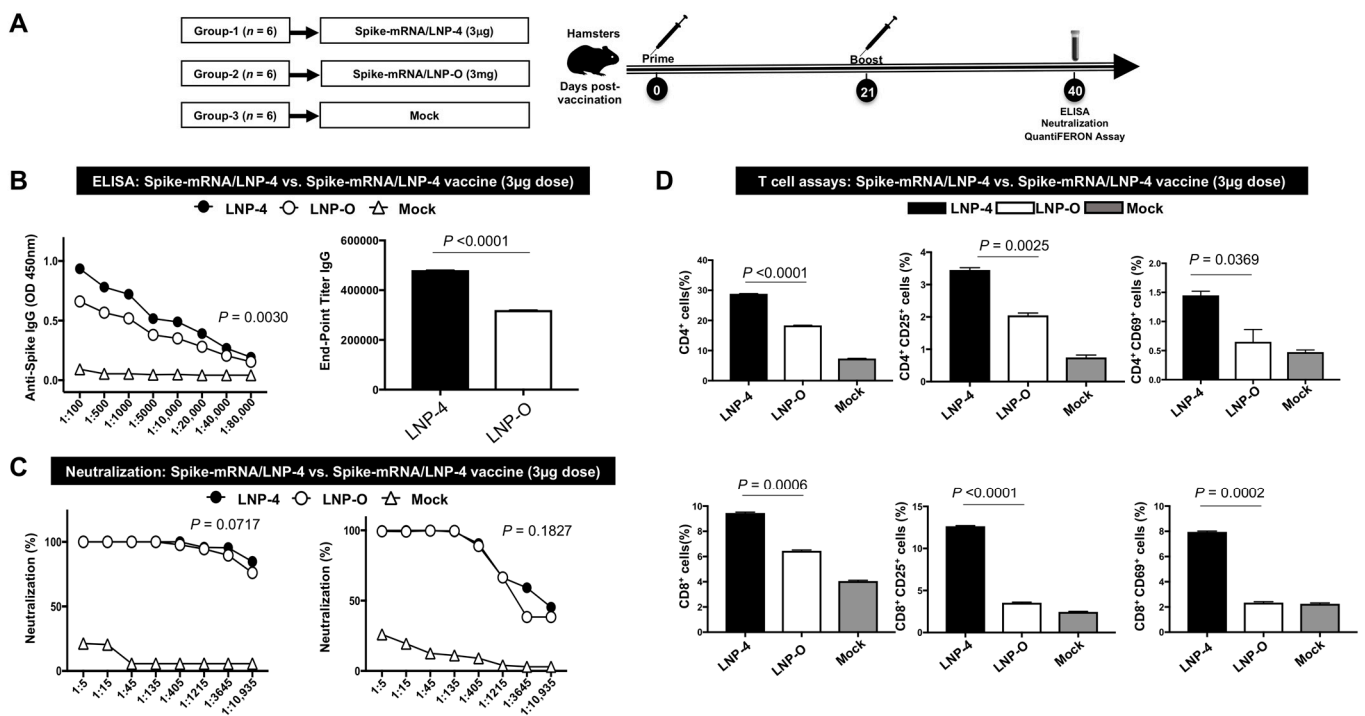 A
Group-1 (n = 6)
Spike-mRNA/LNP-4 (3µg)
Group-2 (n = 6)
Spike-mRNA/LNP-O (3mg)
Group-3 (n = 6)
Mock
Hamsters
Days post-
vaccination
Prime
0
Boost
21
40
ELISA
Neutralization
QuantiFERON Assay
B
ELISA: Spike-mRNA/LNP-4 vs. Spike-mRNA/LNP-4 vaccine (3µg dose)
LNP-4 LNP-O Mock
Anti-Spike IgG (OD 450nm)
1.0
0.5
0.0
P = 0.0030
1:100
1:500
1:1000
1:5000
1:10,000
1:20,000
1:40,000
1:80,000
End-Point Titer IgG
600000
400000
200000
0
P <0.0001
LNP-4
LNP-O
C
Neutralization: Spike-mRNA/LNP-4 vs. Spike-mRNA/LNP-4 vaccine (3µg dose)
LNP-4 LNP-O Mock
Neutralization (%)
100
50
0
P = 0.0717
1:5
1:15
1:45
1:135
1:405
1:1215
1:3645
1:10,935
Neutralization (%)
100
50
0
P = 0.1827
1:5
1:15
1:45
1:135
1:405
1:1215
1:3645
1:10,935
D
T cell assays: Spike-mRNA/LNP-4 vs. Spike-mRNA/LNP-4 vaccine (3µg dose)
LNP-4 LNP-O Mock
CD4+ cells(%)
40
30
20
10
0
P <0.0001
LNP-4
LNP-O
Mock
CD4+ CD25+ cells (%)
4
2
0
P = 0.0025
LNP-4
LNP-O
Mock
CD4+ CD69+ cells (%)
2.0
1.5
1.0
0.5
0.0
P = 0.0369
LNP-4
LNP-O
Mock
CD8+ cells(%)
10
8
6
4
2
0
P = 0.0006
LNP-4
LNP-O
Mock
CD8+ CD25+ cells (%)
15
10
5
0
P <0.0001
LNP-4
LNP-O
Mock
CD8+ CD69+ cells (%)
10
8
6
4
2
0
P = 0.0002
LNP-4
LNP-O
Mock